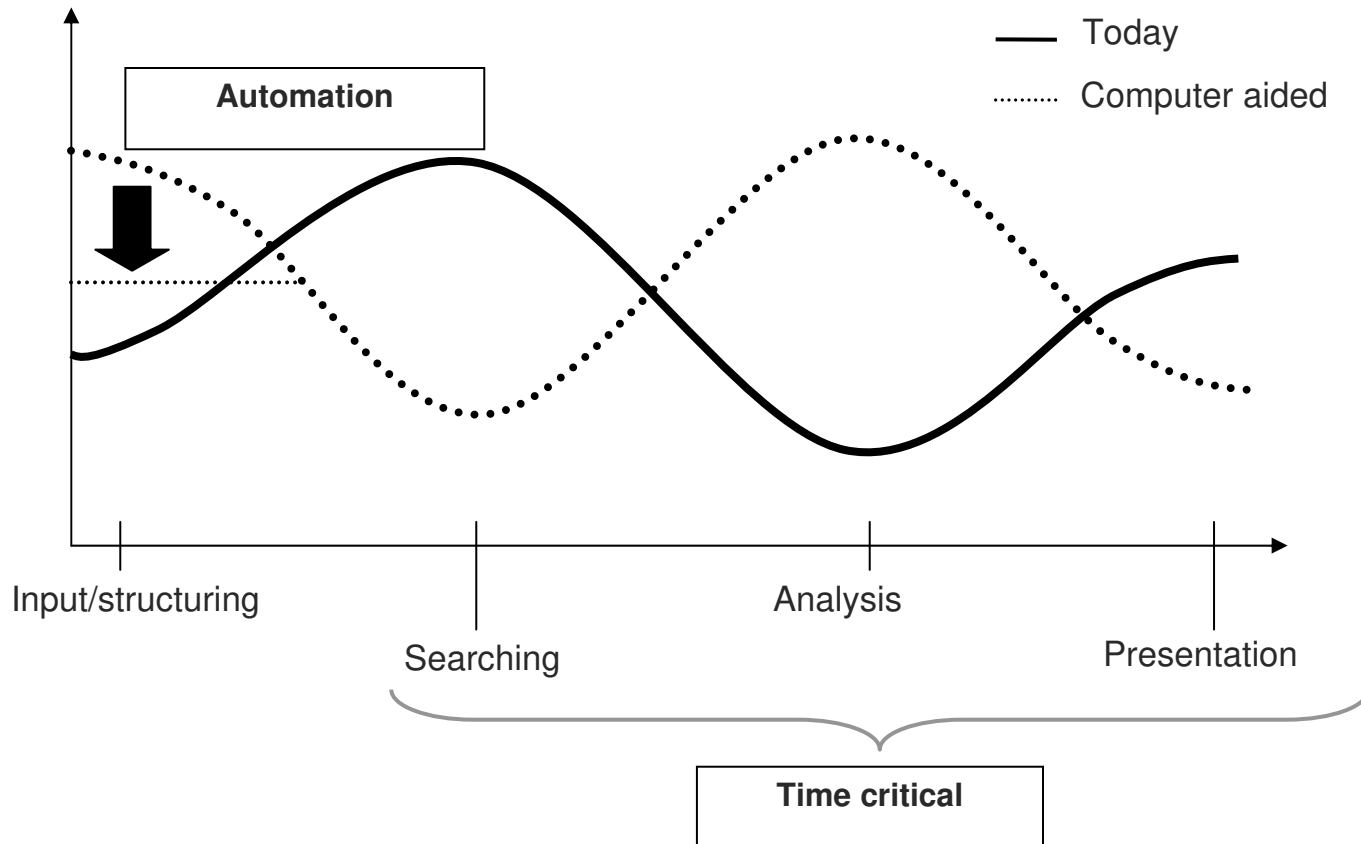 Today
Computer aided
Automation
Input/structuring
Analysis
Searching
Presentation
Time critical